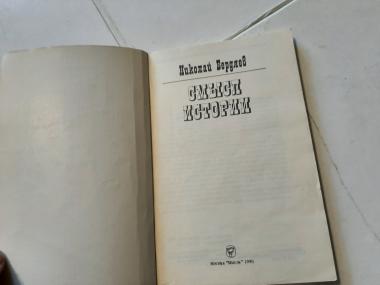 Николай Бердяев
СМЫСЛ
ИСТОРИИ
Москва "Мысль" 1990